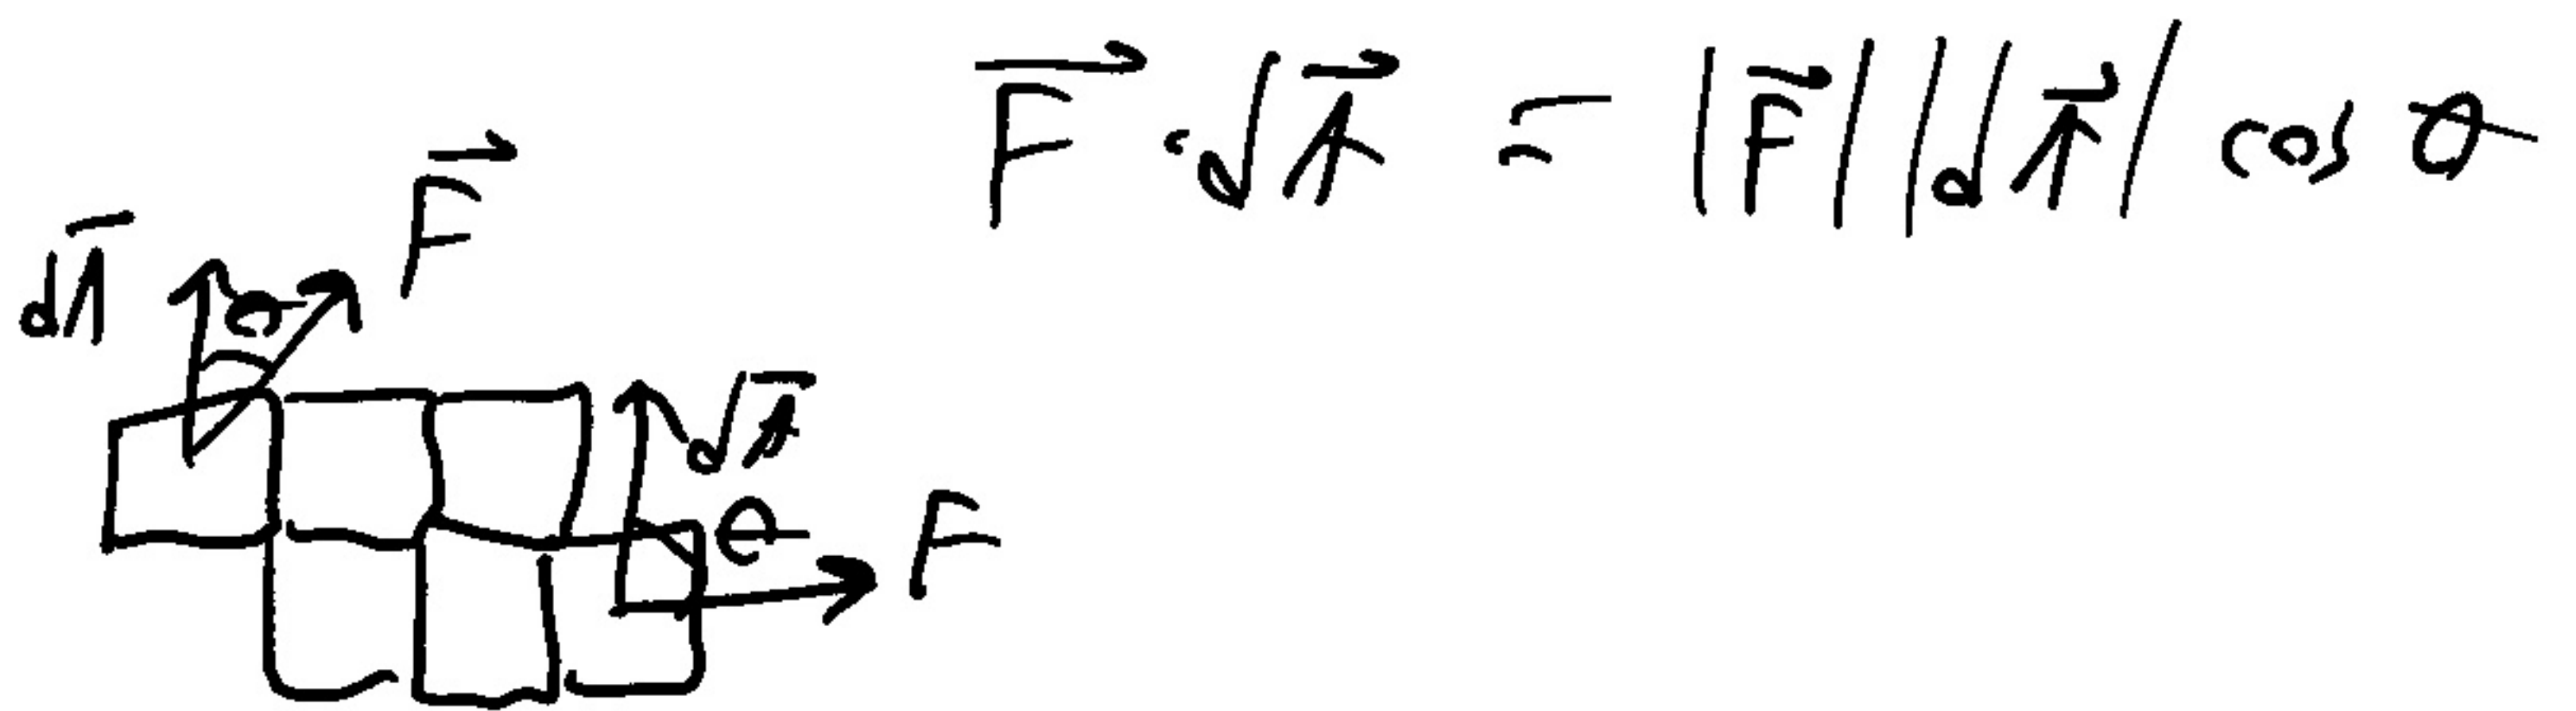 F⃗ · dA⃗ = |F⃗| |dA⃗| cos θ
F⃗
dA⃗
θ
dA⃗
θ
F